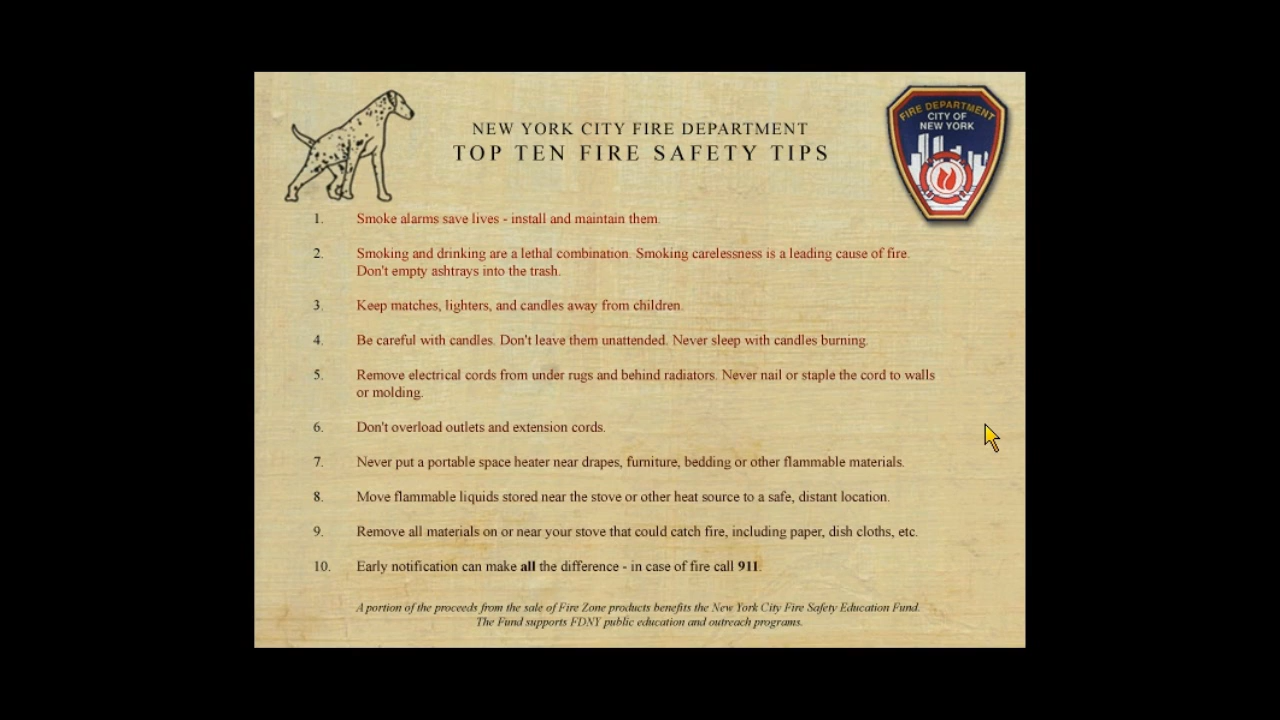 FIRE DEPARTMENT
CITY OF
NEW YORK
NEW YORK CITY FIRE DEPARTMENT
TOP TEN FIRE SAFETY TIPS
1. Smoke alarms save lives - install and maintain them.
2. Smoking and drinking are a lethal combination. Smoking carelessness is a leading cause of fire.
Don't empty ashtrays into the trash.
3. Keep matches, lighters, and candles away from children.
4. Be careful with candles. Don't leave them unattended. Never sleep with candles burning.
5. Remove electrical cords from under rugs and behind radiators. Never nail or staple the cord to walls
or molding.
6. Don't overload outlets and extension cords.
7. Never put a portable space heater near drapes, furniture, bedding or other flammable materials.
8. Move flammable liquids stored near the stove or other heat source to a safe, distant location.
9. Remove all materials on or near your stove that could catch fire, including paper, dish cloths, etc.
10. Early notification can make all the difference - in case of fire call 911.
A portion of the proceeds from the sale of Fire Zone products benefits the New York City Fire Safety Education Fund.
The Fund supports FDNY public education and outreach programs.